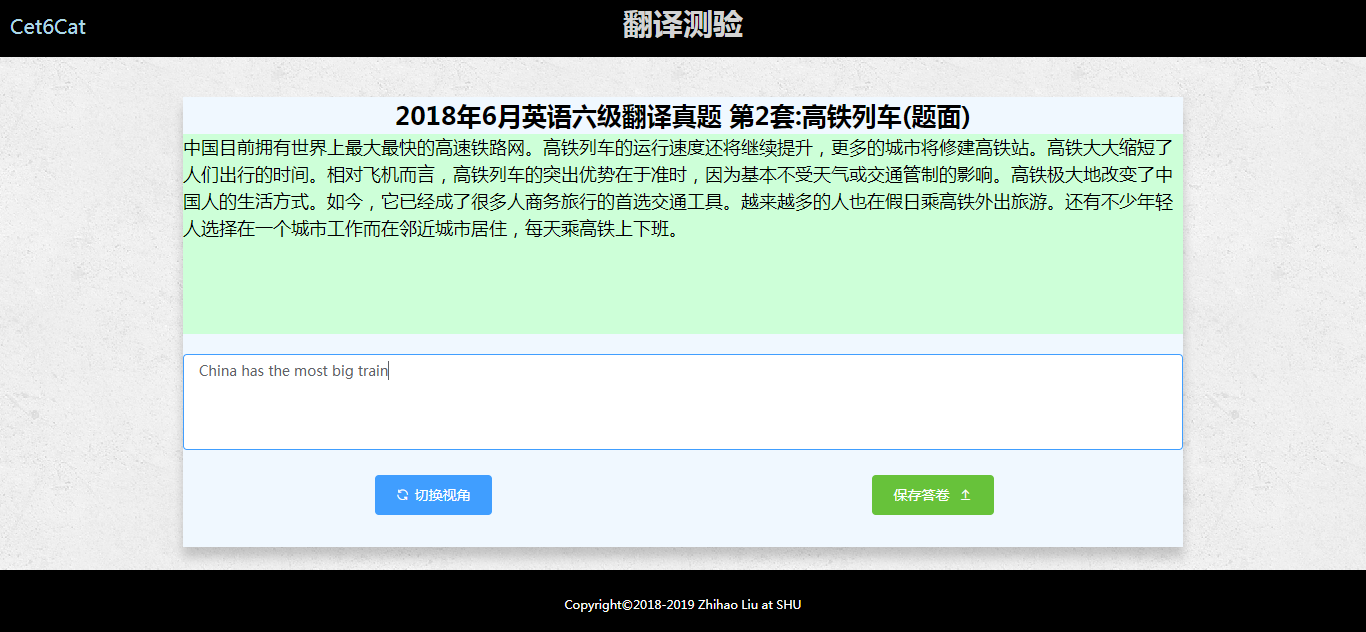 Cet6Cat
翻译测验
2018年6月英语六级翻译真题 第2套:高铁列车(题面)
中国目前拥有世界上最大最快的高速铁路网。高铁列车的运行速度还将继续提升，更多的城市将修建高铁站。高铁大大缩短了
人们出行的时间。相对飞机而言，高铁列车的突出优势在于准时，因为基本不受天气或交通管制的影响。高铁极大地改变了中
国人的生活方式。如今，它已经成了很多人商务旅行的首选交通工具。越来越多的人也在假日乘高铁外出旅游。还有不少年轻
人选择在一个城市工作而在邻近城市居住，每天乘高铁上下班。
China has the most big train
切换视角
保存答卷
Copyright©2018-2019 Zhihao Liu at SHU